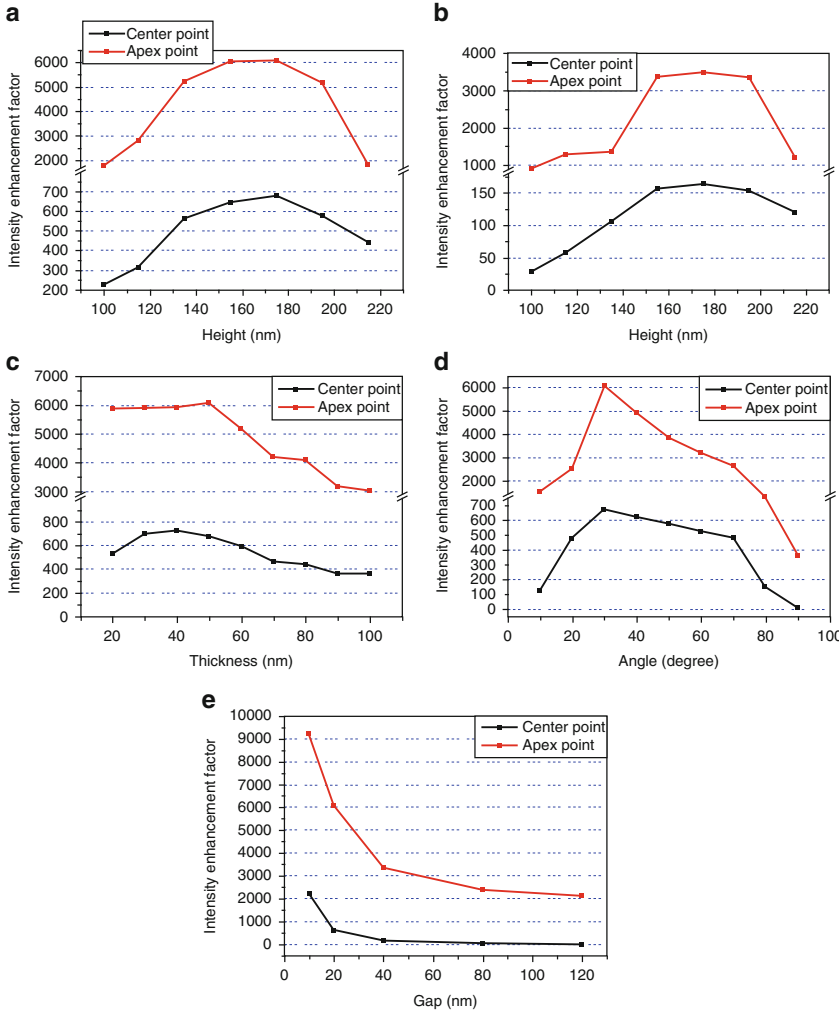 a
Center point
Apex point
6000
5000
4000
3000
2000
700
600
500
400
300
200
100 120 140 160 180 200 220
Height (nm)
Intensity enhancement factor
b
Center point
Apex point
4000
3000
2000
1000
150
100
50
0
100 120 140 160 180 200 220
Height (nm)
Intensity enhancement factor
c
Center point
Apex point
7000
6000
5000
4000
3000
800
600
400
200
0
20 40 60 80 100
Thickness (nm)
Intensity enhancement factor
d
Center point
Apex point
6000
5000
4000
3000
2000
700
600
500
400
300
200
100
0
0 20 40 60 80 100
Angle (degree)
Intensity enhancement factor
e
Center point
Apex point
10000
9000
8000
7000
6000
5000
4000
3000
2000
1000
0
0 20 40 60 80 100 120
Gap (nm)
Intensity enhancement factor